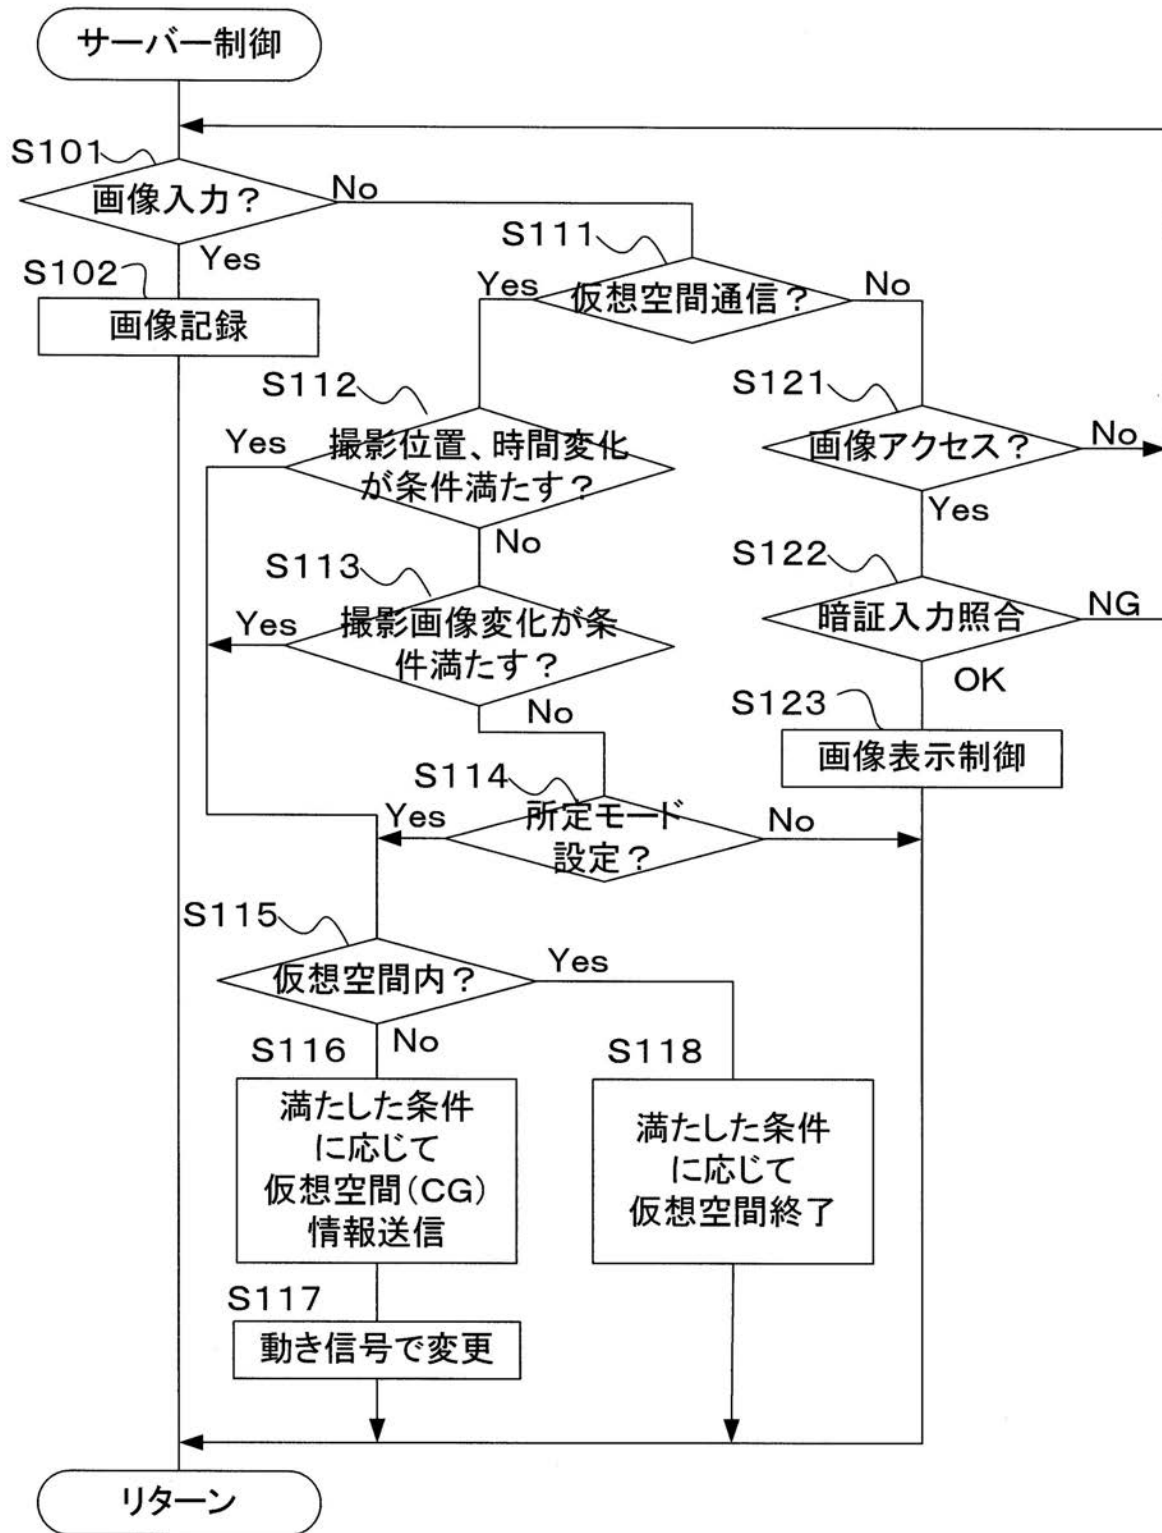 サーバー制御
S101
画像入力？
No
Yes
S102
画像記録
S111
Yes
仮想空間通信？
No
S112
Yes
撮影位置、時間変化
が条件満たす？
No
S121
画像アクセス？
No
Yes
S113
Yes
撮影画像変化が条
件満たす？
No
S122
暗証入力照合
NG
OK
S123
画像表示制御
S114
Yes
所定モード
設定？
No
S115
仮想空間内？
Yes
No
S116
満たした条件
に応じて
仮想空間（CG）
情報送信
S118
満たした条件
に応じて
仮想空間終了
S117
動き信号で変更
リターン